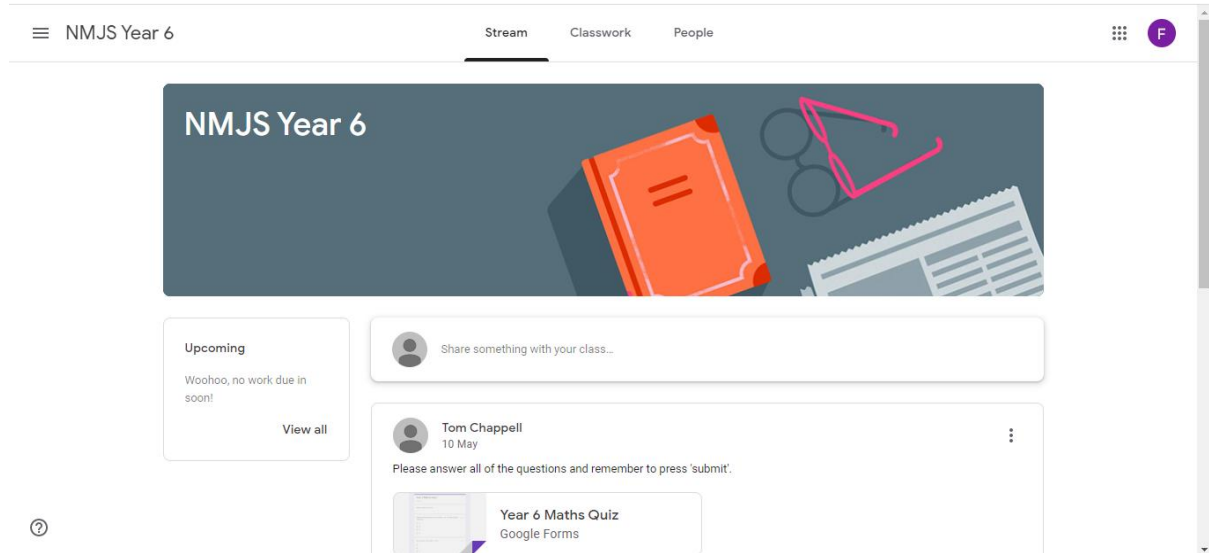 NMJS Year 6
Stream
Classwork
People
F
NMJS Year 6
Upcoming
Woohoo, no work due in
soon!
View all
Share something with your class...
Tom Chappell
10 May
Please answer all of the questions and remember to press 'submit'.
Year 6 Maths Quiz
Google Forms
?